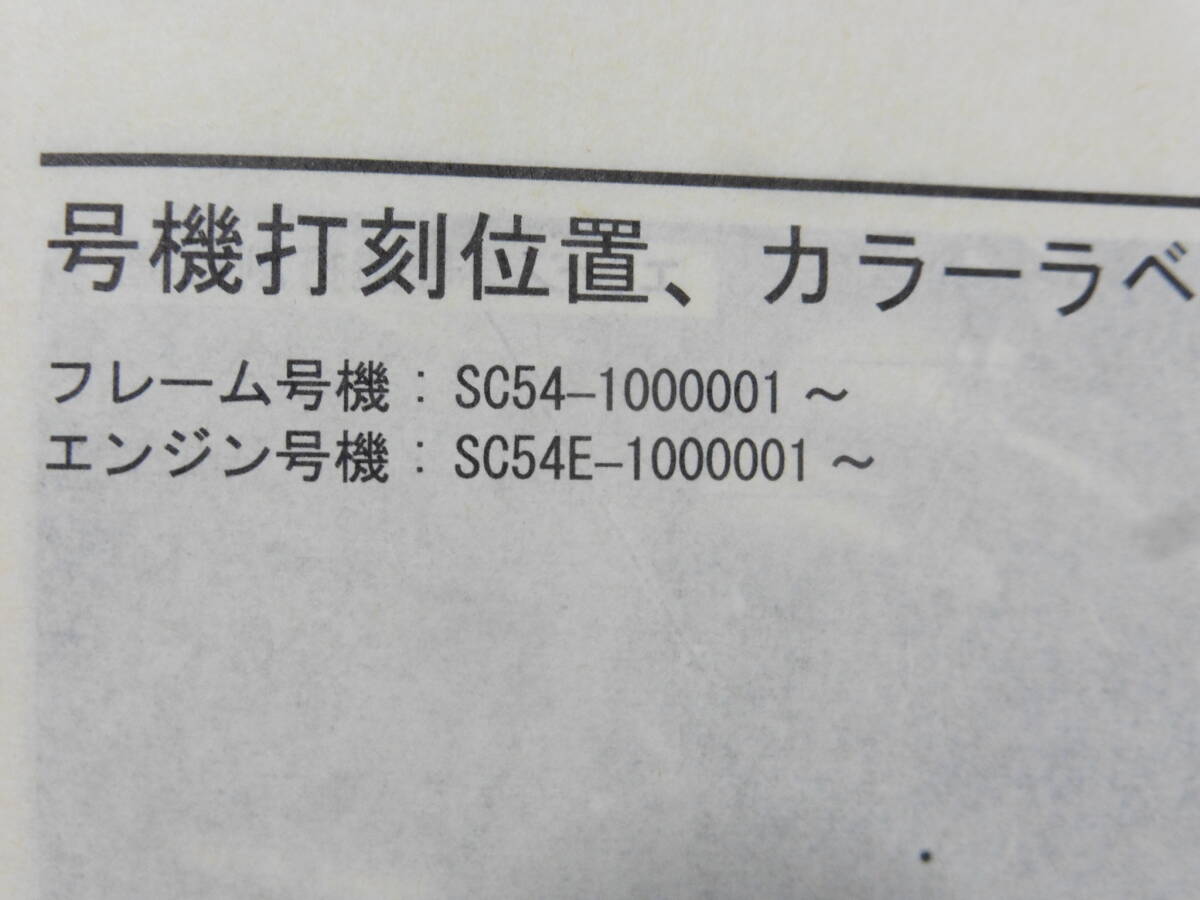 号機打刻位置、カラーラベ
フレーム号機：SC54−1000001～
エンジン号機：SC54E−1000001～